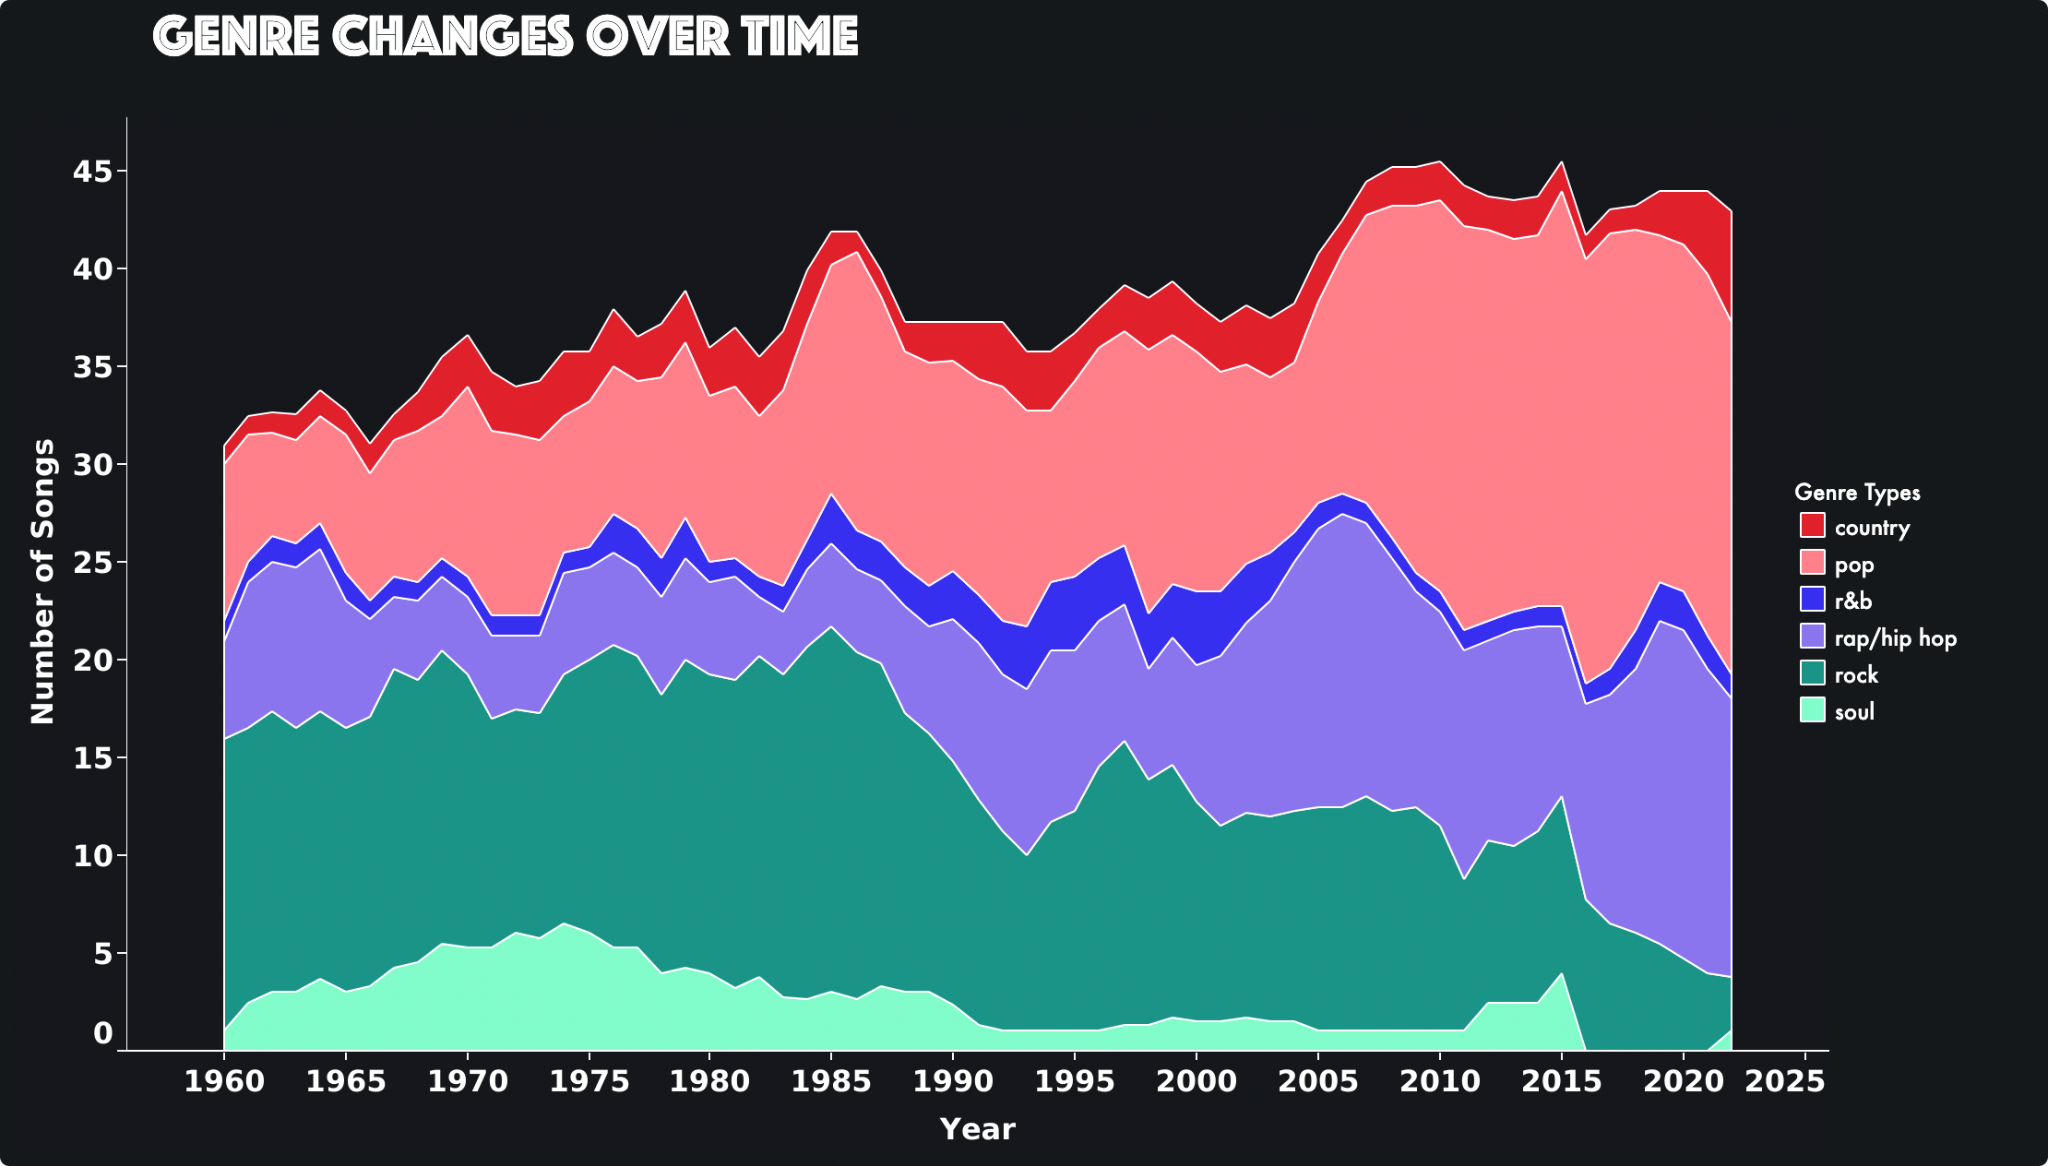 GENRE CHANGES OVER TIME
45
40
35
30
25
20
15
10
5
0
Number of Songs
1960 1965 1970 1975 1980 1985 1990 1995 2000 2005 2010 2015 2020 2025
Year
Genre Types
country
pop
r&b
rap/hip hop
rock
soul